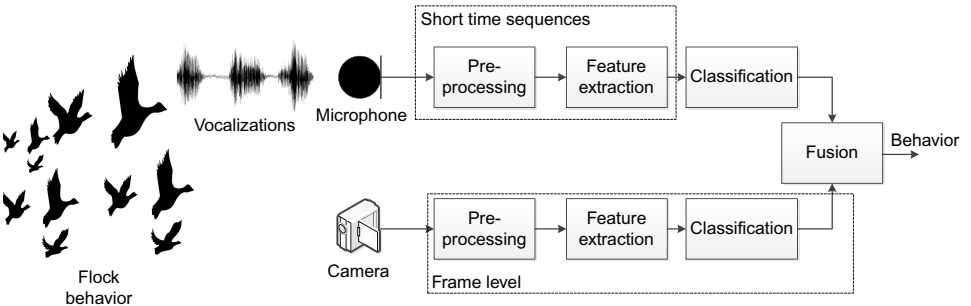 Short time sequences
Pre-
processing
Feature
extraction
Classification
Vocalizations
Microphone
Fusion
Behavior
Pre-
processing
Feature
extraction
Classification
Camera
Frame level
Flock
behavior